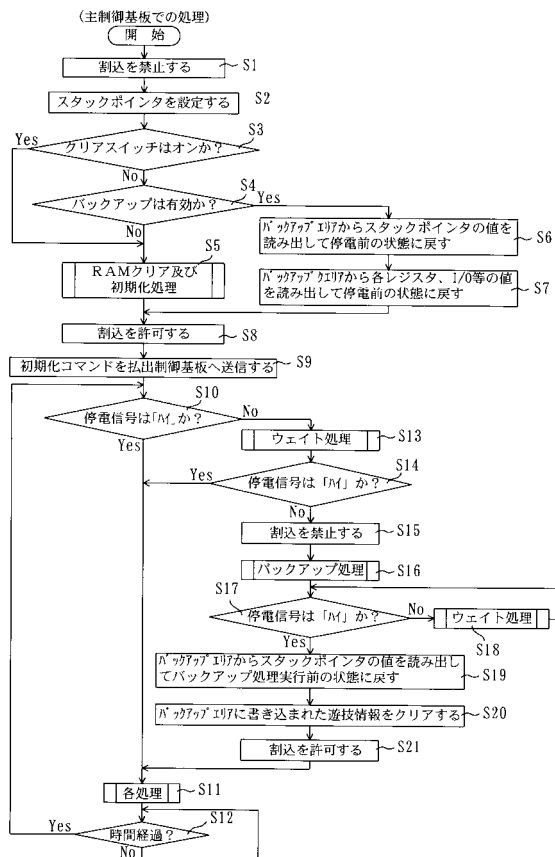 (主制御基板での処理)
開 始
割込を禁止する
S1
スタックポインタを設定する
S2
クリアスイッチはオンか？
S3
Yes
No
バックアップは有効か？
S4
Yes
No
RAMクリア及び
初期化処理
S5
バックアップエリアからスタックポインタの値を
読み出して停電前の状態に戻す
S6
バックアップクエリアから各レジスタ、I/O等の値
を読み出して停電前の状態に戻す
S7
割込を許可する
S8
初期化コマンドを払出制御基板へ送信する
S9
停電信号は「ハイ」か？
S10
No
Yes
ウェイト処理
S13
停電信号は「ハイ」か？
S14
Yes
No
割込を禁止する
S15
バックアップ処理
S16
停電信号は「ハイ」か？
S17
No
Yes
ウェイト処理
S18
バックアップエリアからスタックポインタの値を読み出し
てバックアップ処理実行前の状態に戻す
S19
バックアップエリアに書き込まれた遊技情報をクリアする
S20
割込を許可する
S21
各処理
S11
時間経過？
S12
Yes
No